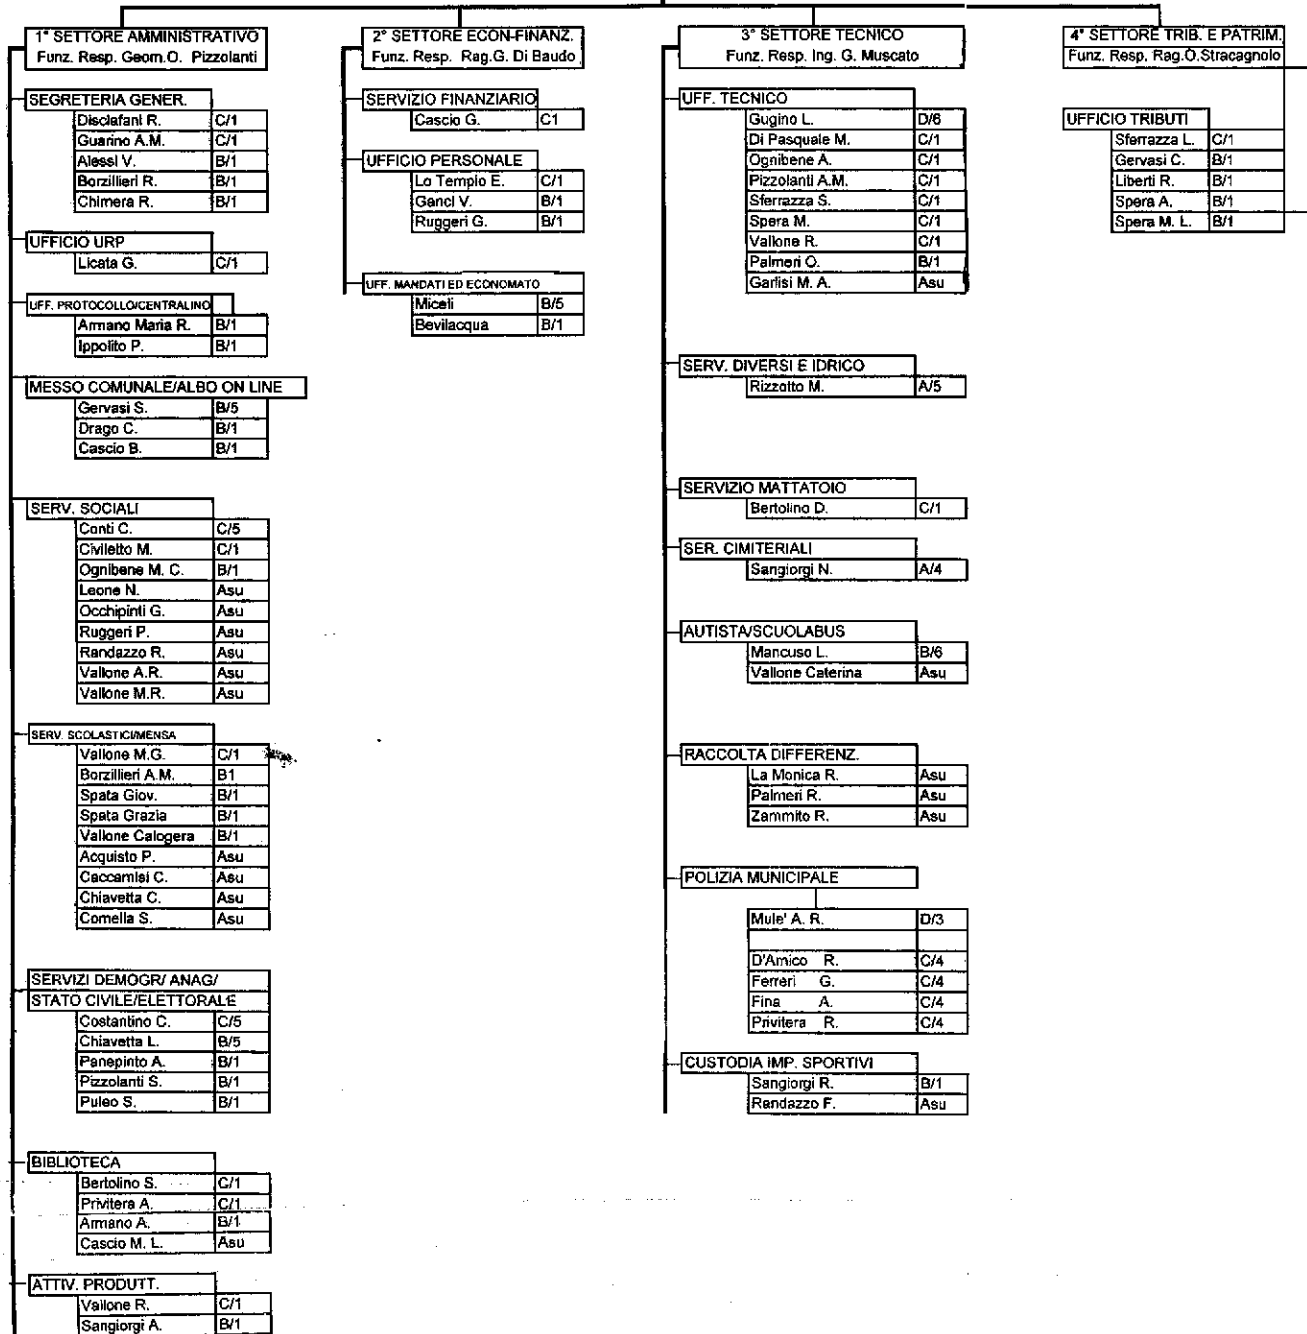 1° SETTORE AMMINISTRATIVO
Funz. Resp. Geom.O. Pizzolanti
SEGRETERIA GENER.
Disclafani R. C/1
Guarino A.M. C/1
Alessi V. B/1
Borzillieri R. B/1
Chimera R. B/1
UFFICIO URP
Licata G. C/1
UFF. PROTOCOLLO/CENTRALINO
Armano Maria R. B/1
Ippolito P. B/1
MESSO COMUNALE/ALBO ON LINE
Gervasi S. B/5
Drago C. B/1
Cascio B. B/1
SERV. SOCIALI
Conti C. C/5
Civiletto M. C/1
Ognibene M. C. B/1
Leone N. Asu
Occhipinti G. Asu
Ruggeri P. Asu
Randazzo R. Asu
Vallone A.R. Asu
Vallone M.R. Asu
SERV. SCOLASTICI/MENSA
Vallone M.G. C/1
Borzillieri A.M. B1
Spata Giov. B/1
Spata Grazia B/1
Vallone Calogera B/1
Acquisto P. Asu
Caccamisi C. Asu
Chiavetta C. Asu
Comella S. Asu
SERVIZI DEMOGR/ ANAG/
STATO CIVILE/ELETTORALE
Costantino C. C/5
Chiavetta L. B/5
Panepinto A. B/1
Pizzolanti S. B/1
Puleo S. B/1
BIBLIOTECA
Bertolino S. C/1
Privitera A. C/1
Armano A. B/1
Cascio M. L. Asu
ATTIV. PRODUTT.
Vallone R. C/1
Sangiorgi A. B/1
2° SETTORE ECON-FINANZ.
Funz. Resp. Rag.G. Di Baudo
SERVIZIO FINANZIARIO
Cascio G. C1
UFFICIO PERSONALE
Lo Tempio E. C/1
Ganci V. B/1
Ruggeri G. B/1
UFF. MANDATI ED ECONOMATO
Miceli B/5
Bevilacqua B/1
3° SETTORE TECNICO
Funz. Resp. Ing. G. Muscato
UFF. TECNICO
Gugino L. D/6
Di Pasquale M. C/1
Ognibene A. C/1
Pizzolanti A.M. C/1
Sferrazza S. C/1
Spera M. C/1
Vallone R. C/1
Palmeri O. B/1
Garlisi M. A. Asu
SERV. DIVERSI E IDRICO
Rizzotto M. A/5
SERVIZIO MATTATOIO
Bertolino D. C/1
SER. CIMITERIALI
Sangiorgi N. A/4
AUTISTA/SCUOLABUS
Mancuso L. B/6
Vallone Caterina Asu
RACCOLTA DIFFERENZ.
La Monica R. Asu
Palmeri R. Asu
Zammito R. Asu
POLIZIA MUNICIPALE
Mule' A. R. D/3
D'Amico R. C/4
Ferreri G. C/4
Fina A. C/4
Privitera R. C/4
CUSTODIA IMP. SPORTIVI
Sangiorgi R. B/1
Randazzo F. Asu
4° SETTORE TRIB. E PATRIM.
Funz. Resp. Rag.O.Stracagnolo
UFFICIO TRIBUTI
Sferrazza L. C/1
Gervasi C. B/1
Liberti R. B/1
Spera A. B/1
Spera M. L. B/1